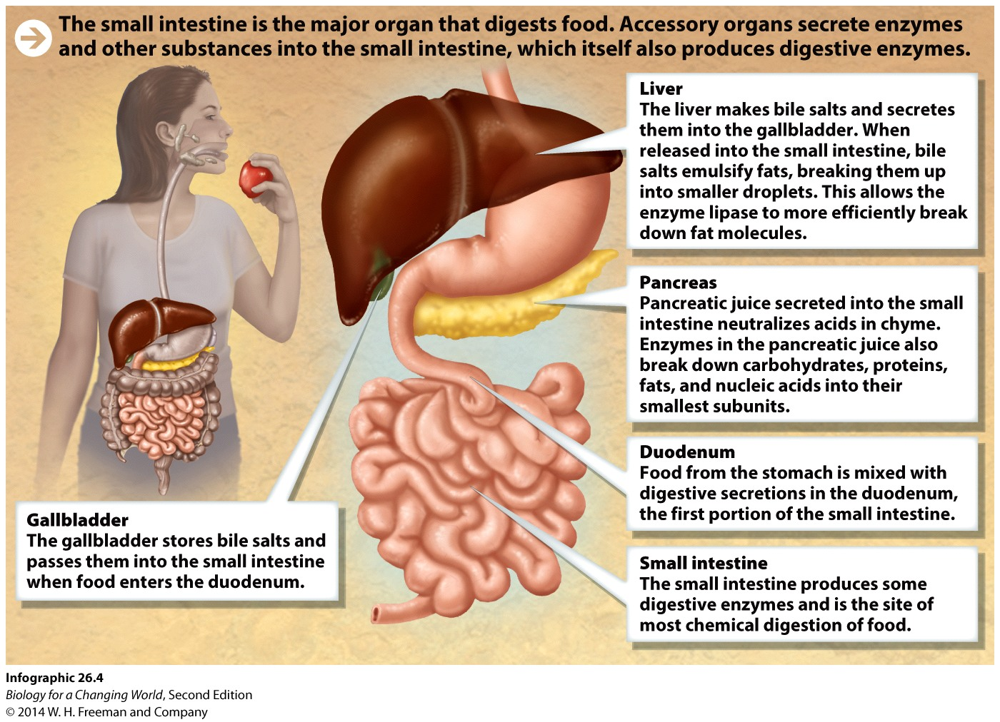 The small intestine is the major organ that digests food. Accessory organs secrete enzymes
and other substances into the small intestine, which itself also produces digestive enzymes.
Liver
The liver makes bile salts and secretes
them into the gallbladder. When
released into the small intestine, bile
salts emulsify fats, breaking them up
into smaller droplets. This allows the
enzyme lipase to more efficiently break
down fat molecules.
Pancreas
Pancreatic juice secreted into the small
intestine neutralizes acids in chyme.
Enzymes in the pancreatic juice also
break down carbohydrates, proteins,
fats, and nucleic acids into their
smallest subunits.
Duodenum
Food from the stomach is mixed with
digestive secretions in the duodenum,
the first portion of the small intestine.
Gallbladder
The gallbladder stores bile salts and
passes them into the small intestine
when food enters the duodenum.
Small intestine
The small intestine produces some
digestive enzymes and is the site of
most chemical digestion of food.
Infographic 26.4
Biology for a Changing World, Second Edition
© 2014 W. H. Freeman and Company